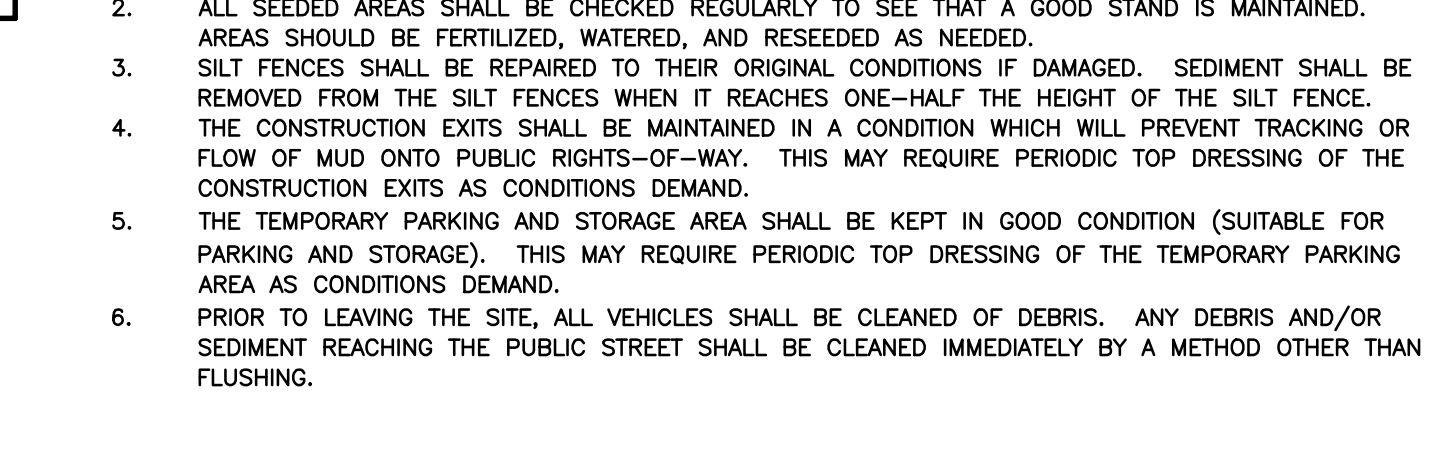 2. ALL SEEDED AREAS SHALL BE CHECKED REGULARLY TO SEE THAT A GOOD STAND IS MAINTAINED.
AREAS SHOULD BE FERTILIZED, WATERED, AND RESEEDED AS NEEDED.
3. SILT FENCES SHALL BE REPAIRED TO THEIR ORIGINAL CONDITIONS IF DAMAGED. SEDIMENT SHALL BE
REMOVED FROM THE SILT FENCES WHEN IT REACHES ONE-HALF THE HEIGHT OF THE SILT FENCE.
4. THE CONSTRUCTION EXITS SHALL BE MAINTAINED IN A CONDITION WHICH WILL PREVENT TRACKING OR
FLOW OF MUD ONTO PUBLIC RIGHTS-OF-WAY. THIS MAY REQUIRE PERIODIC TOP DRESSING OF THE
CONSTRUCTION EXITS AS CONDITIONS DEMAND.
5. THE TEMPORARY PARKING AND STORAGE AREA SHALL BE KEPT IN GOOD CONDITION (SUITABLE FOR
PARKING AND STORAGE). THIS MAY REQUIRE PERIODIC TOP DRESSING OF THE TEMPORARY PARKING
AREA AS CONDITIONS DEMAND.
6. PRIOR TO LEAVING THE SITE, ALL VEHICLES SHALL BE CLEANED OF DEBRIS. ANY DEBRIS AND/OR
SEDIMENT REACHING THE PUBLIC STREET SHALL BE CLEANED IMMEDIATELY BY A METHOD OTHER THAN
FLUSHING.